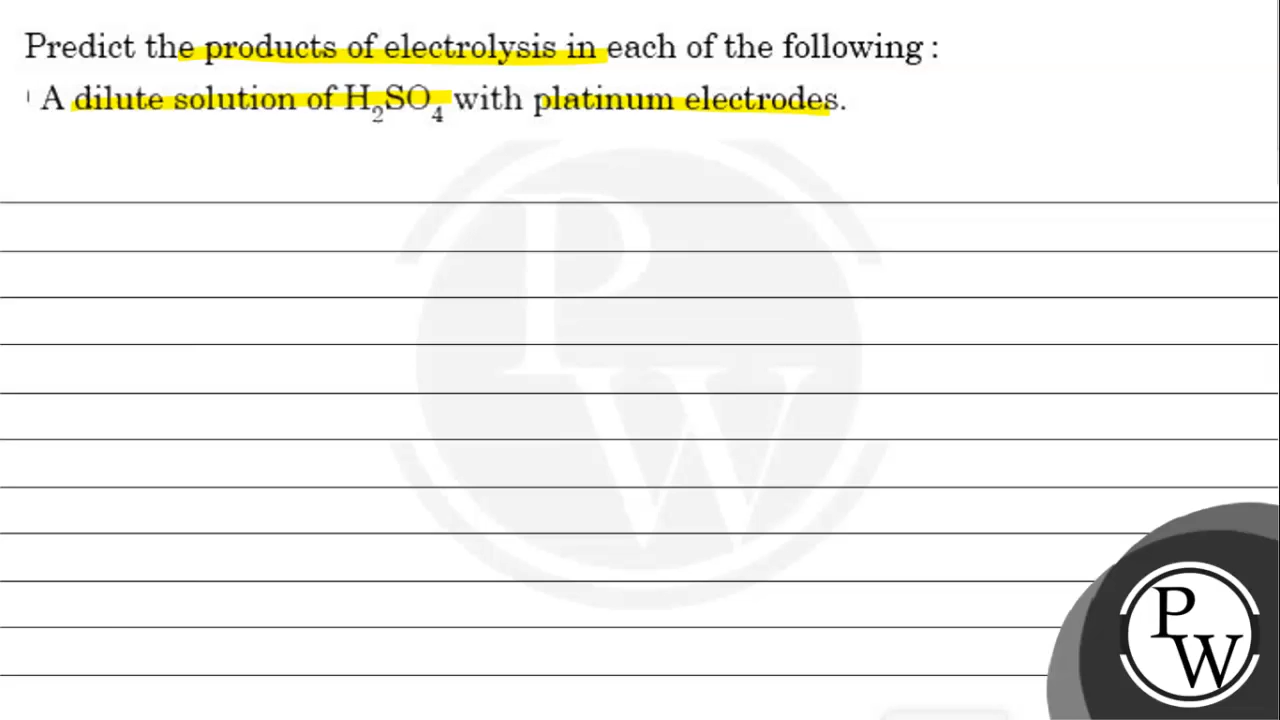 Predict the products of electrolysis in each of the following :
A dilute solution of H₂SO₄ with platinum electrodes.
P
W
P
W